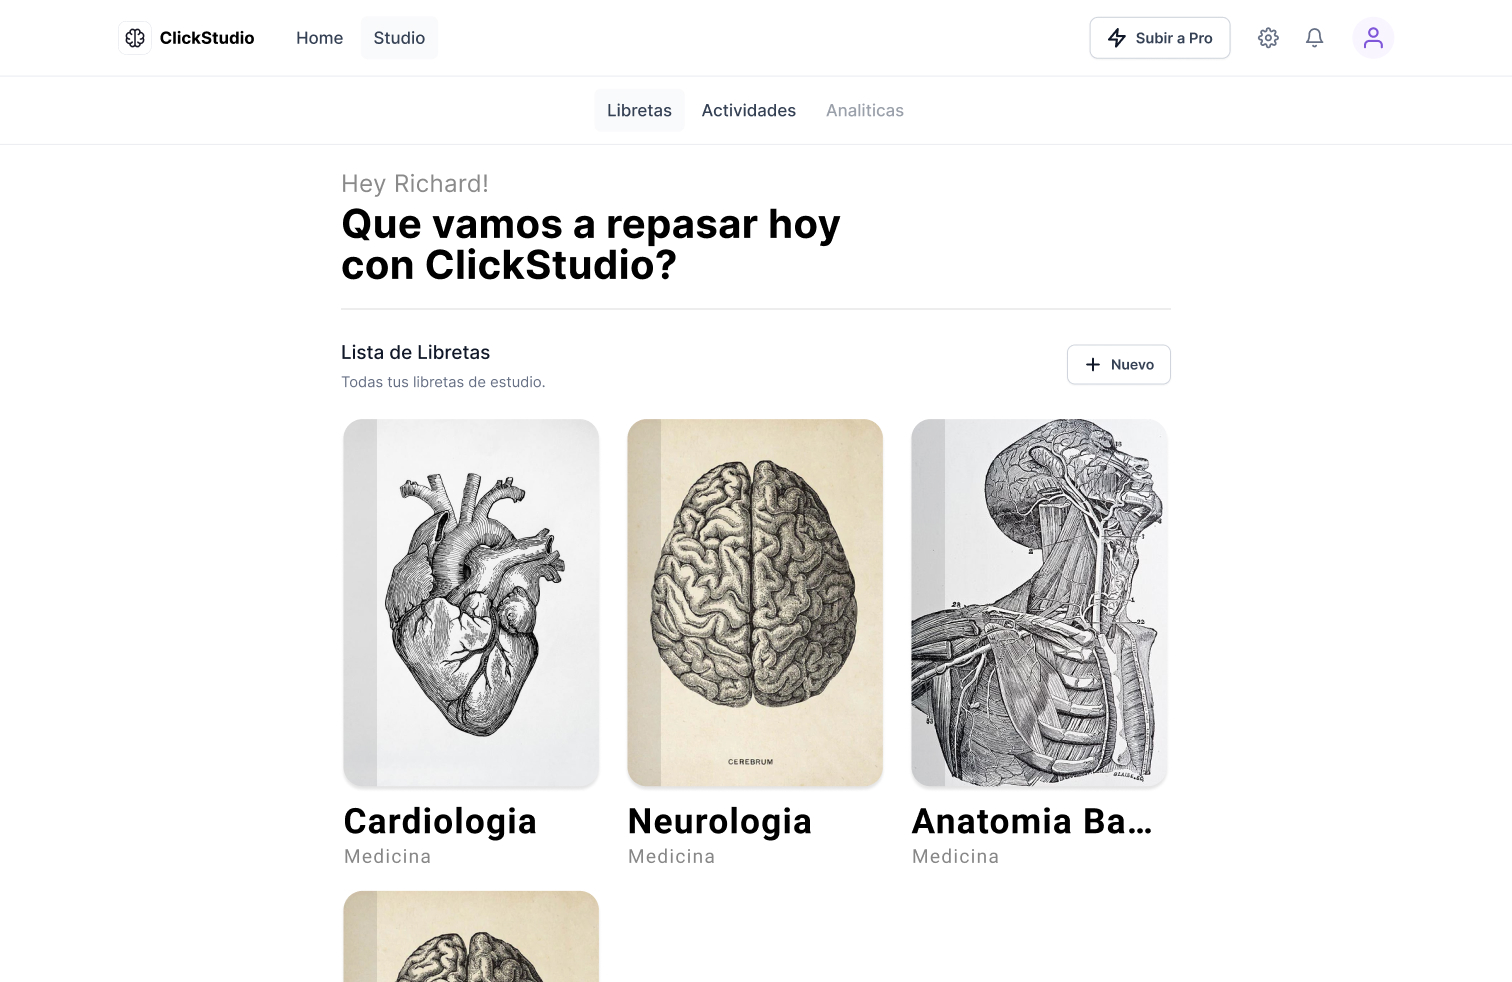 ClickStudio
Home
Studio
Subir a Pro
Libretas
Actividades
Analiticas
Hey Richard!
Que vamos a repasar hoy
con ClickStudio?
Lista de Libretas
Todas tus libretas de estudio.
Nuevo
CEREBRUM
Cardiologia
Medicina
Neurologia
Medicina
Anatomia Ba...
Medicina